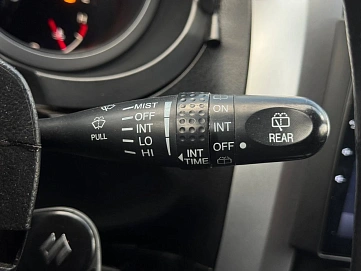 MIST
OFF
INT
LO
HI
PULL
ON
INT
OFF
INT
TIME
REAR